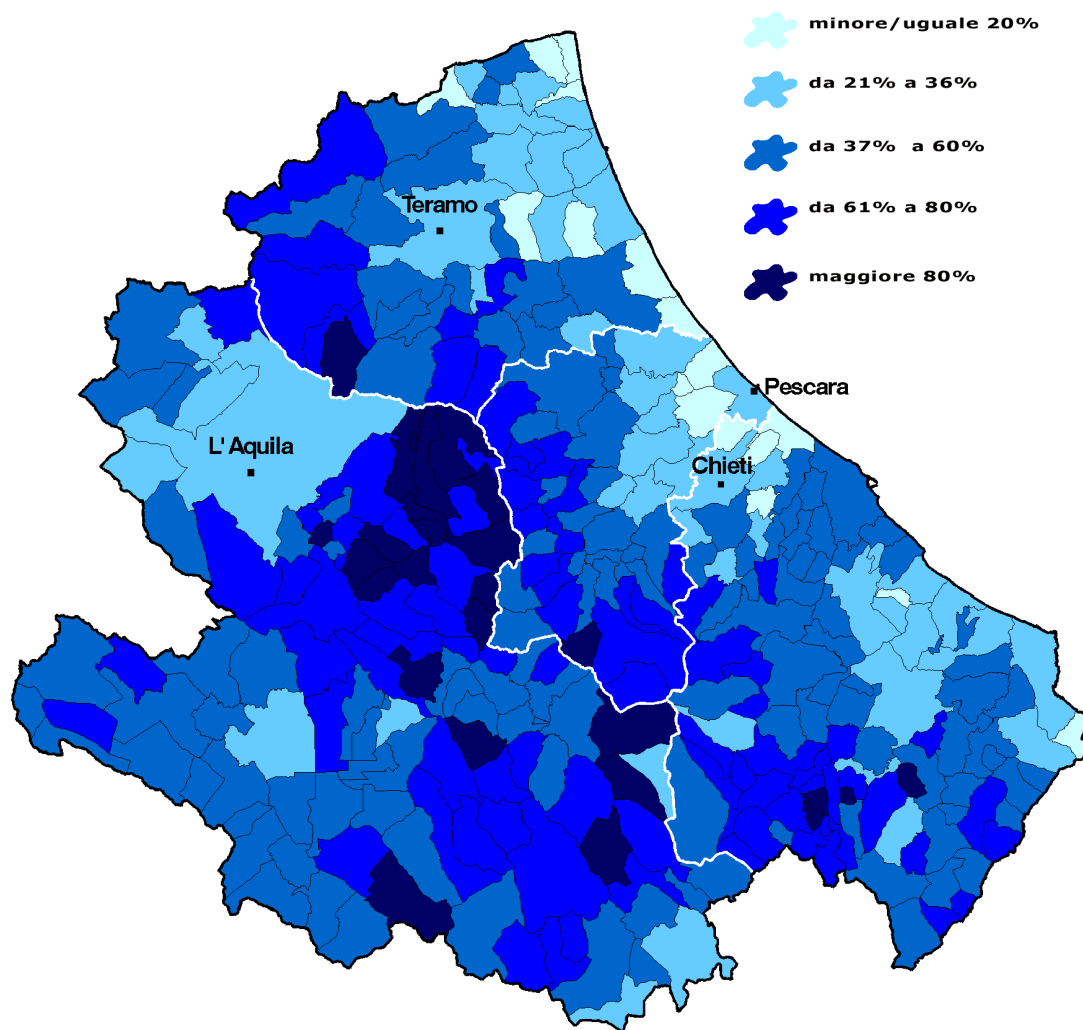 minore/uguale 20%
da 21% a 36%
da 37% a 60%
da 61% a 80%
maggiore 80%
Teramo
Pescara
L'Aquila
Chieti